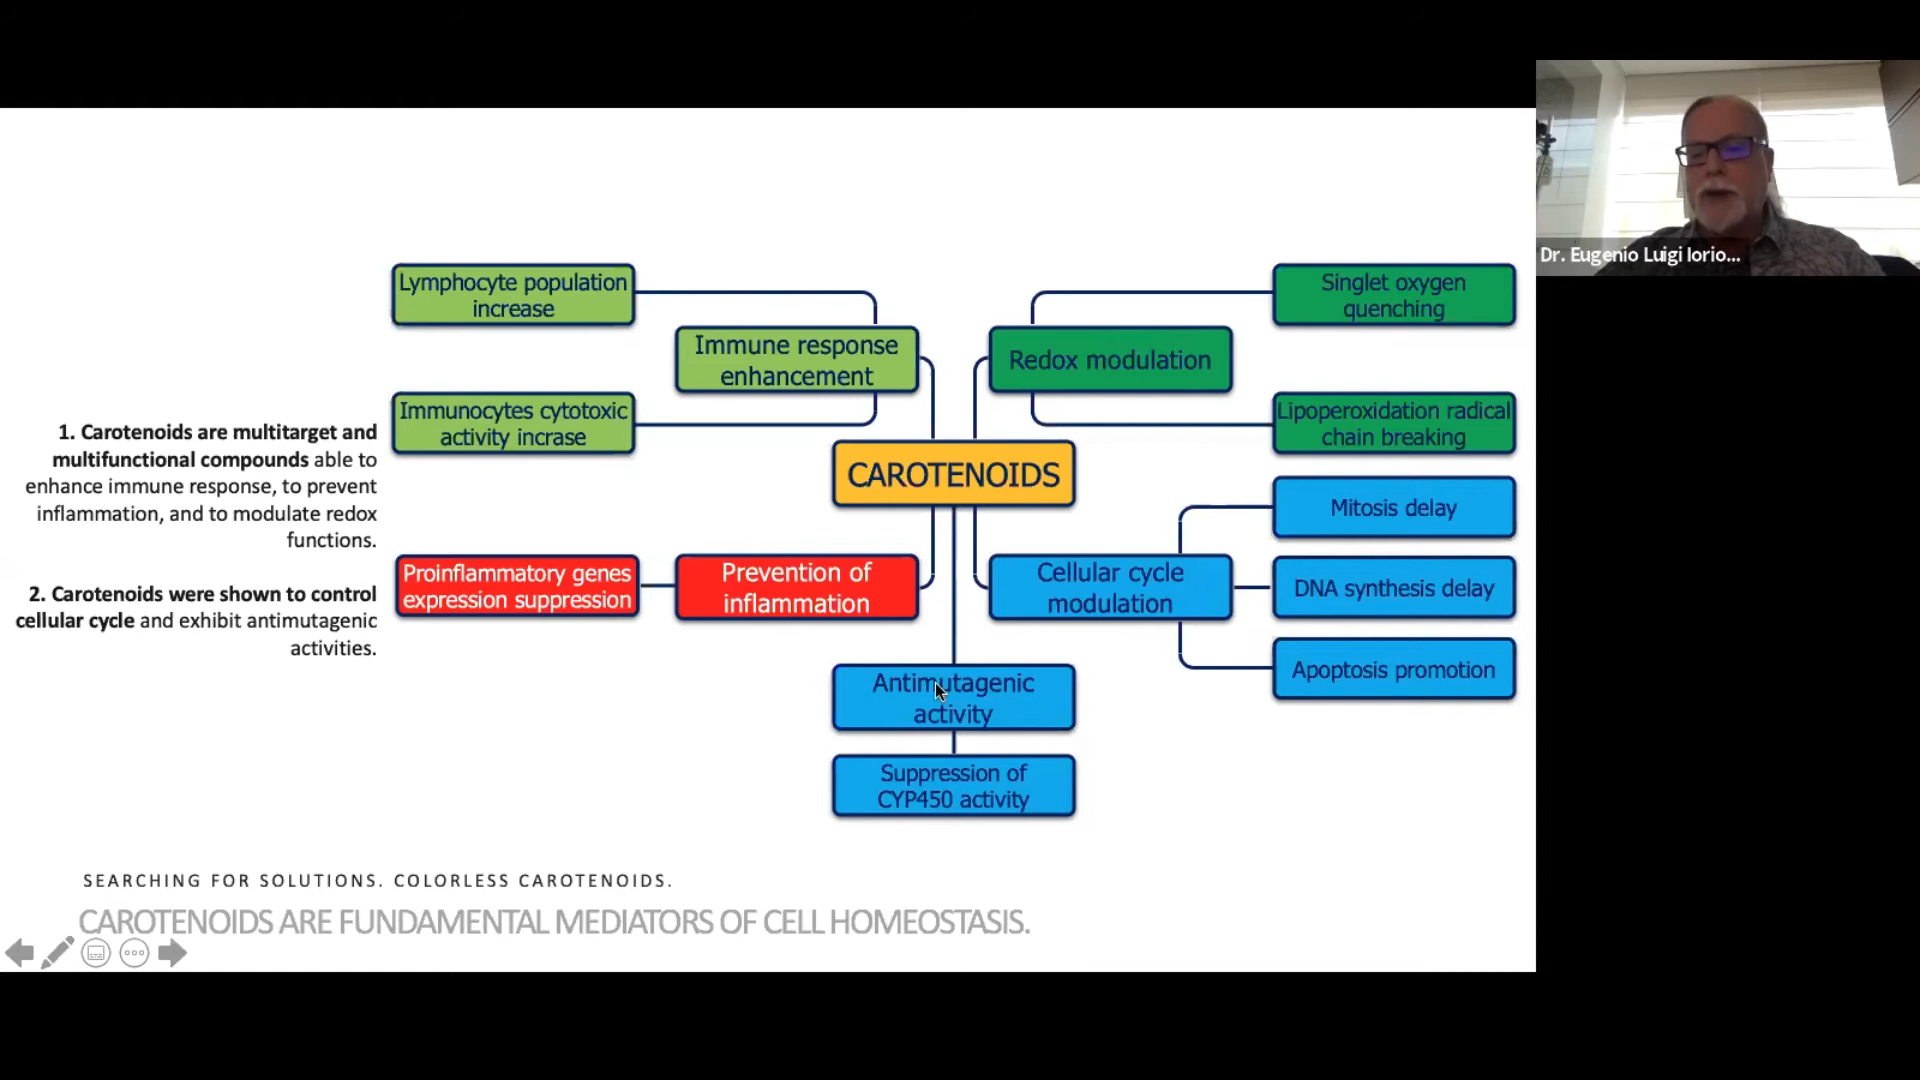 Dr. Eugenio Luigi Iorio...
Lymphocyte population
increase
Immune response
enhancement
Immunocytes cytotoxic
activity incrase
Singlet oxygen
quenching
Redox modulation
Lipoperoxidation radical
chain breaking
CAROTENOIDS
1. Carotenoids are multitarget and
multifunctional compounds able to
enhance immune response, to prevent
inflammation, and to modulate redox
functions.
2. Carotenoids were shown to control
cellular cycle and exhibit antimutagenic
activities.
Proinflammatory genes
expression suppression
Prevention of
inflammation
Cellular cycle
modulation
Mitosis delay
DNA synthesis delay
Apoptosis promotion
Antimutagenic
activity
Suppression of
CYP450 activity
SEARCHING FOR SOLUTIONS. COLORLESS CAROTENOIDS.
CAROTENOIDS ARE FUNDAMENTAL MEDIATORS OF CELL HOMEOSTASIS.